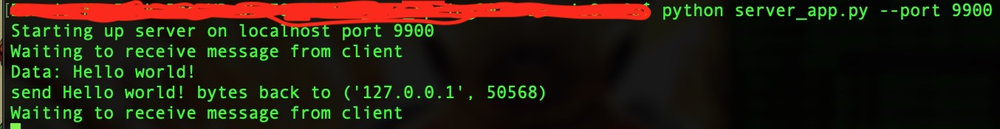 python server_app.py --port 9900
Starting up server on localhost port 9900
Waiting to receive message from client
Data: Hello world!
send Hello world! bytes back to ('127.0.0.1', 50568)
Waiting to receive message from client